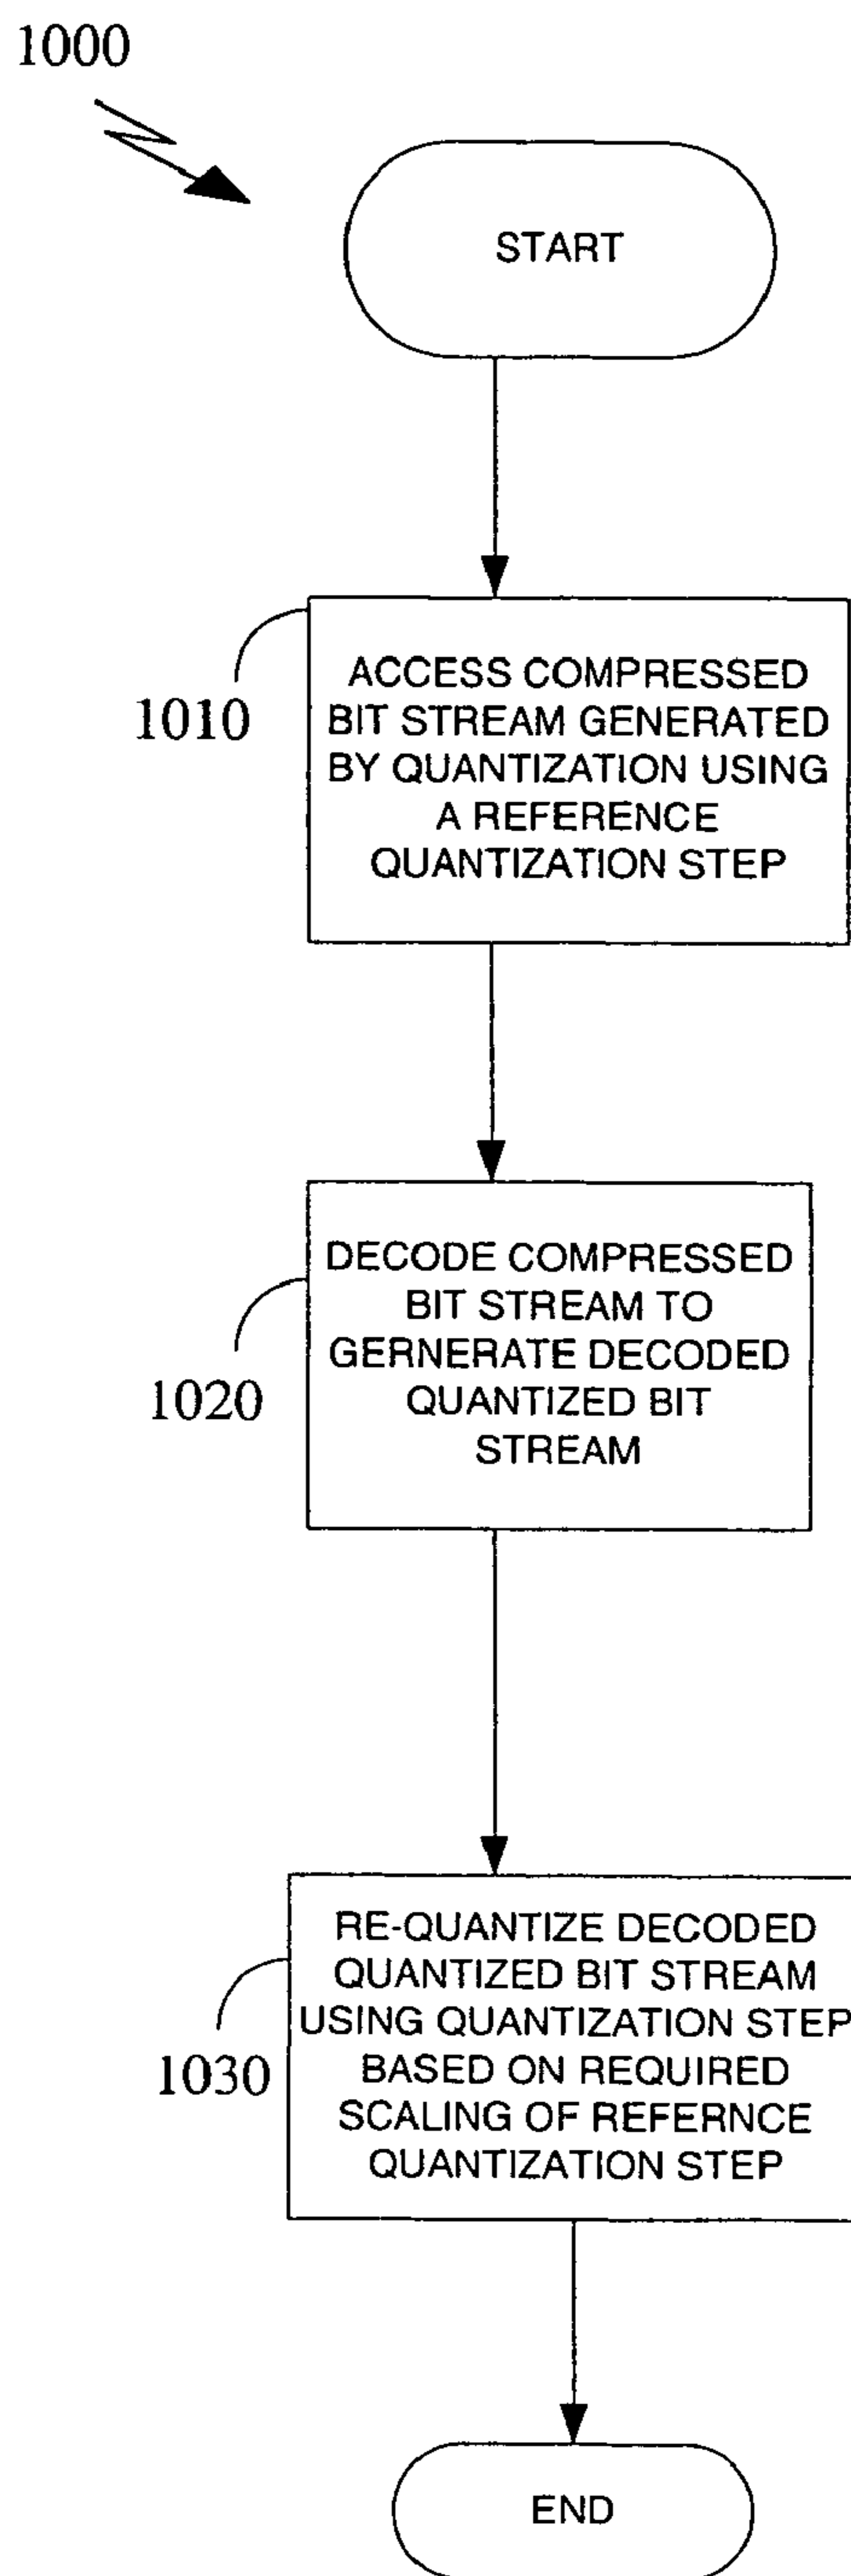 1000
START
1010
ACCESS COMPRESSED
BIT STREAM GENERATED
BY QUANTIZATION USING
A REFERENCE
QUANTIZATION STEP
1020
DECODE COMPRESSED
BIT STREAM TO
GERNERATE DECODED
QUANTIZED BIT
STREAM
1030
RE-QUANTIZE DECODED
QUANTIZED BIT STREAM
USING QUANTIZATION STEP
BASED ON REQUIRED
SCALING OF REFERNCE
QUANTIZATION STEP
END